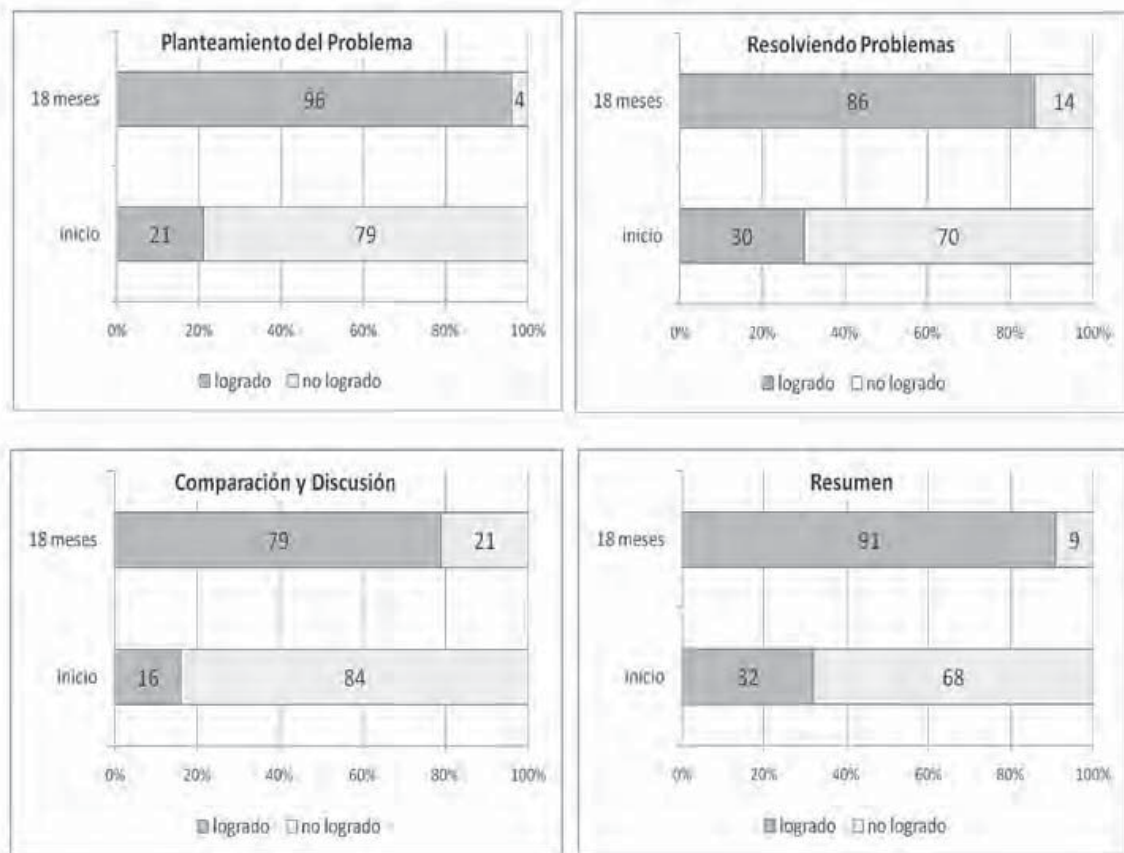 Planteamiento del Problema
18 meses
96
4
inicio
21
79
0% 20% 40% 60% 80% 100%
logrado no logrado
Resolviendo Problemas
18 meses
86
14
inicio
30
70
0% 20% 40% 60% 80% 100%
logrado no logrado
Comparación y Discusión
18 meses
79
21
inicio
16
84
0% 20% 40% 60% 80% 100%
logrado no logrado
Resumen
18 meses
91
9
inicio
32
68
0% 20% 40% 60% 80% 100%
logrado no logrado